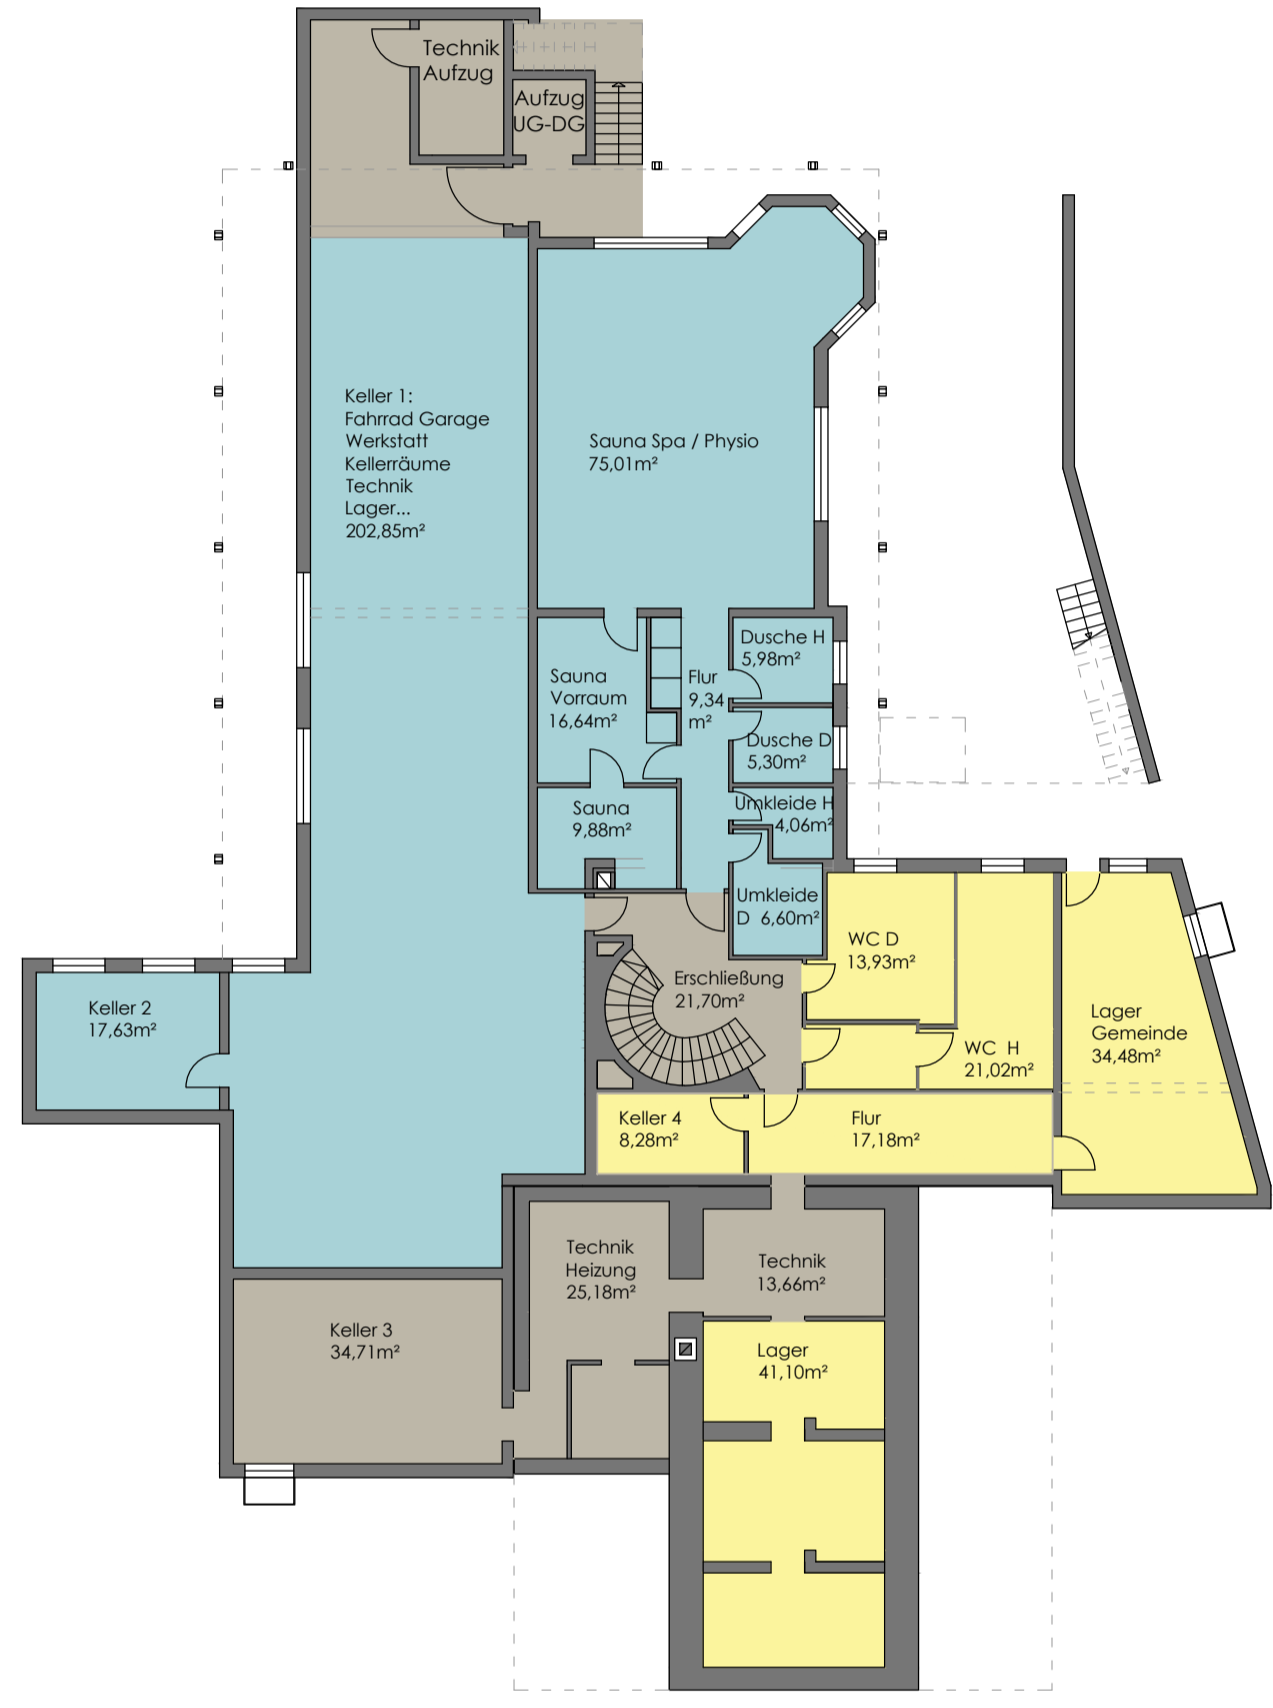 Technik
Aufzug
Aufzug
UG-DG
Keller 1:
Fahrrad Garage
Werkstatt
Kellerräume
Technik
Lager...
202,85m²
Sauna Spa / Physio
75,01m²
Sauna
Vorraum
16,64m²
Flur
9,34
m²
Dusche H
5,98m²
Dusche D
5,30m²
Sauna
9,88m²
Umkleide H
4,06m²
Umkleide
D 6,60m²
WC D
13,93m²
Erschließung
21,70m²
Keller 2
17,63m²
Lager
Gemeinde
34,48m²
WC H
21,02m²
Keller 4
8,28m²
Flur
17,18m²
Technik
Heizung
25,18m²
Technik
13,66m²
Keller 3
34,71m²
Lager
41,10m²